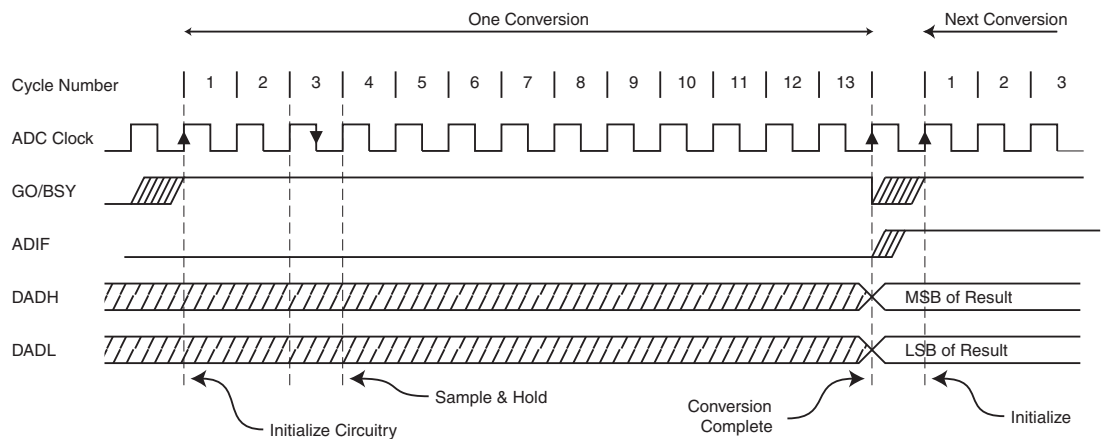 One Conversion
Next Conversion
Cycle Number 1 2 3 4 5 6 7 8 9 10 11 12 13 1 2 3
ADC Clock
GO/BSY
ADIF
DADH
MSB of Result
DADL
LSB of Result
Sample & Hold
Initialize Circuitry
Conversion
Complete
Initialize